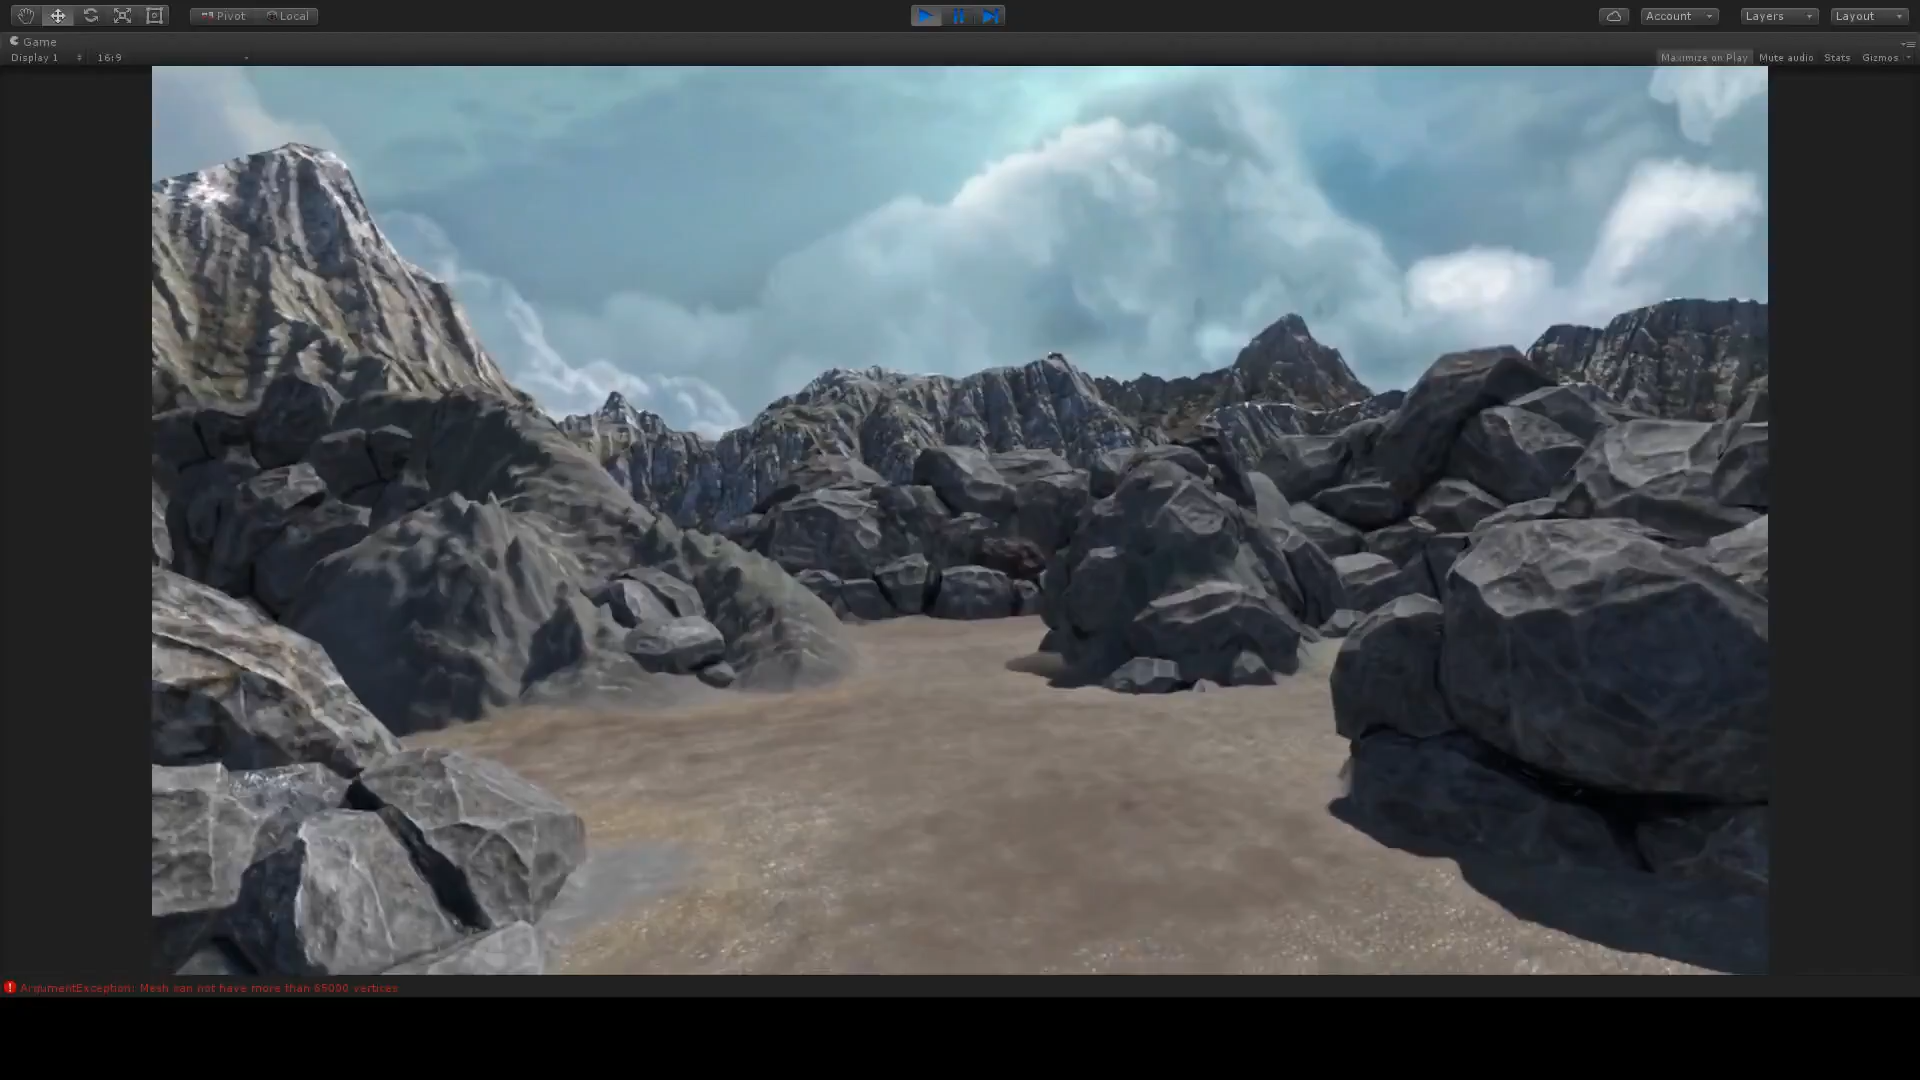 Pivot Local Account Layers Layout
Game
Display 1 16:9 Maximize on Play Mute audio Stats Gizmos
ArgumentException: Mesh can not have more than 65000 vertices